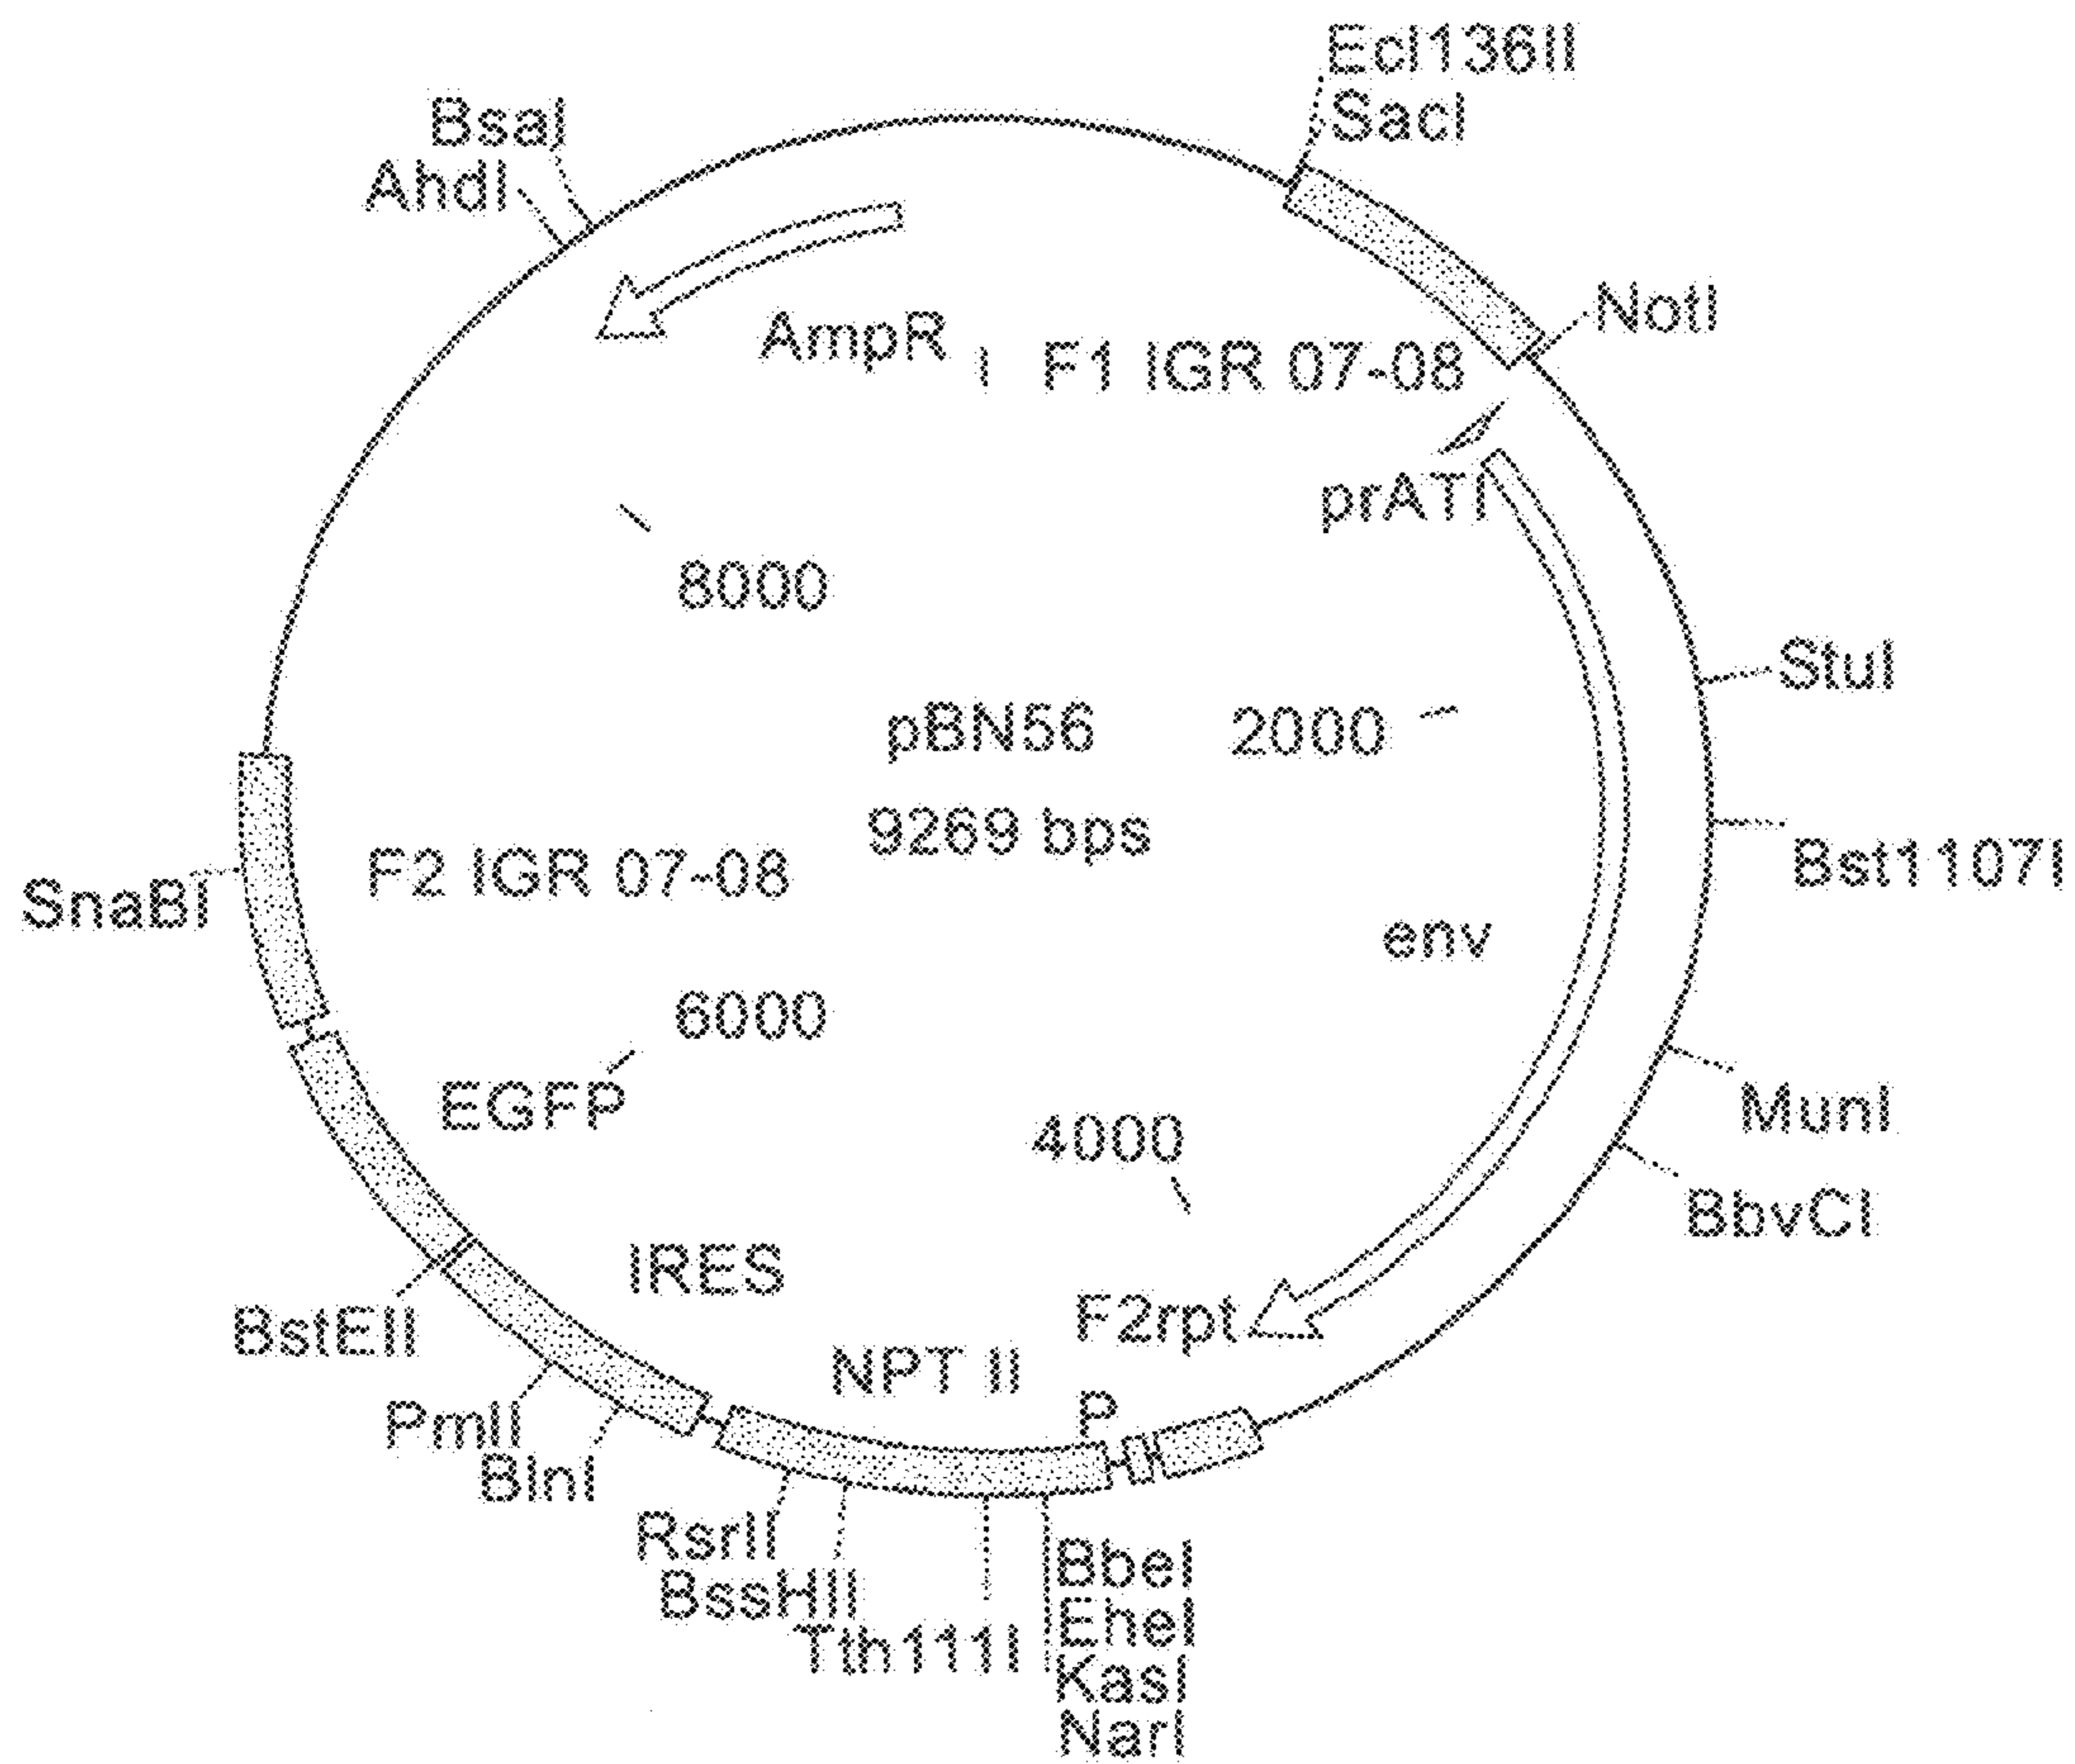 Ecl136II
SacI
BsaI
AhdI
NotI
AmpR
I
F1 IGR 07-08
prATI
8000
StuI
pBN56
2000
9269 bps
Bst1107I
F2 IGR 07-08
SnaBI
env
6000
EGFP
4000
MunI
BbvCI
IRES
F2rpt
BstEII
NPT II
P
PmlI
BlnI
RsrII
BssHII
Tth111I
BbeI
EheI
KasI
NarI